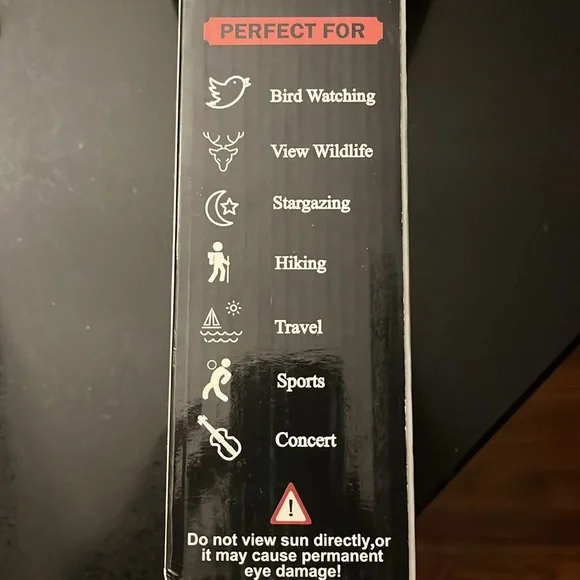 PERFECT FOR
Bird Watching
View Wildlife
Stargazing
Hiking
Travel
Sports
Concert
!
Do not view sun directly,or
it may cause permanent
eye damage!